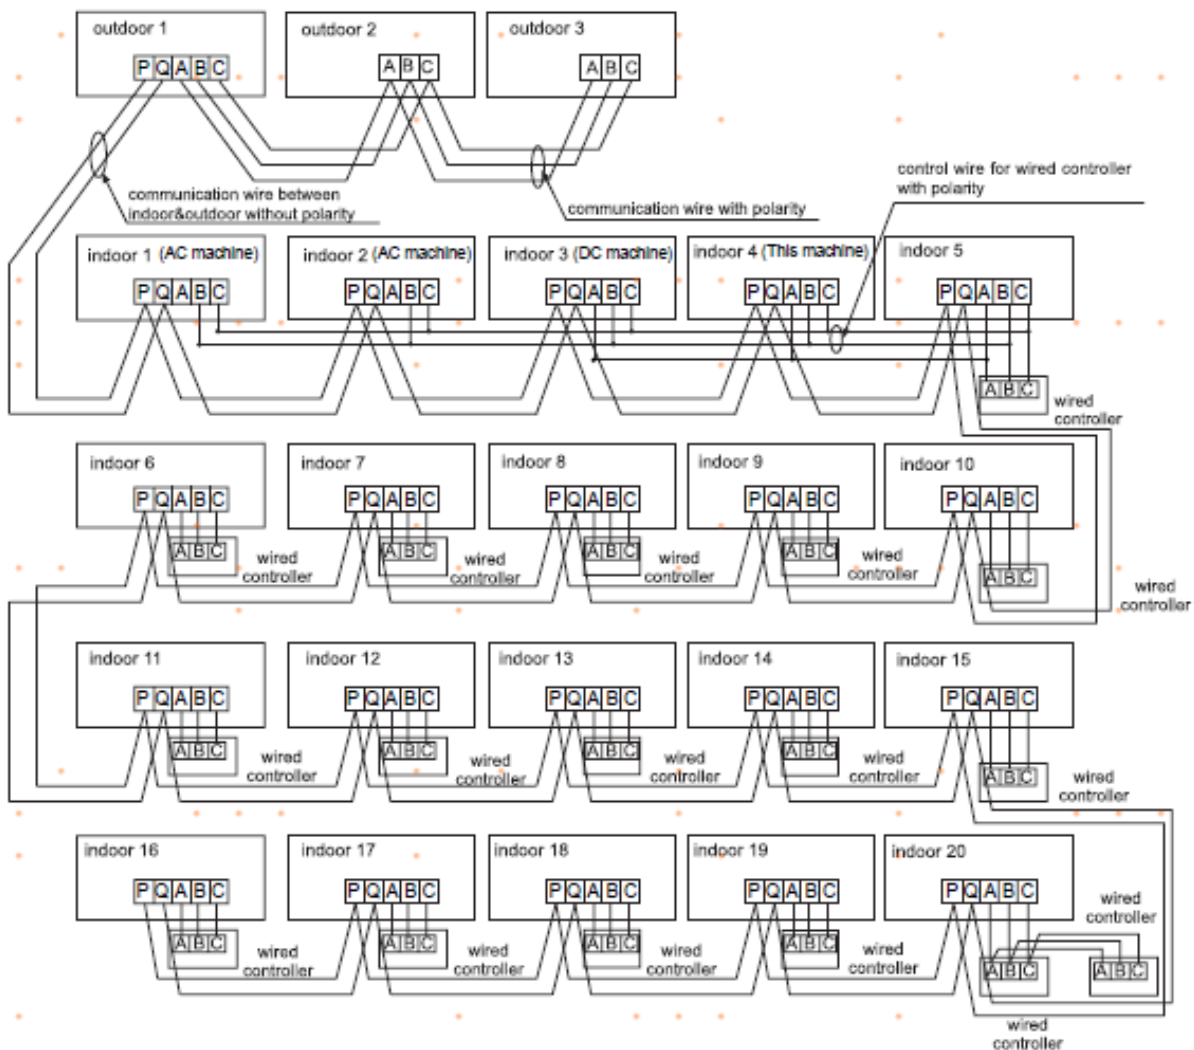 outdoor 1
outdoor 2
outdoor 3
P Q A B C
A B C
A B C
control wire for wired controller
with polarity
communication wire between
indoor&outdoor without polarity
communication wire with polarity
indoor 1 (AC machine)
indoor 2 (AC machine)
indoor 3 (DC machine)
indoor 4 (This machine)
indoor 5
P Q A B C
P Q A B C
P Q A B C
P Q A B C
P Q A B C
A B C
wired
controller
indoor 6
indoor 7
indoor 8
indoor 9
indoor 10
P Q A B C
P Q A B C
P Q A B C
P Q A B C
P Q A B C
A B C
wired
controller
A B C
wired
controller
A B C
wired
controller
A B C
wired
controller
A B C
wired
controller
indoor 11
indoor 12
indoor 13
indoor 14
indoor 15
P Q A B C
P Q A B C
P Q A B C
P Q A B C
P Q A B C
A B C
wired
controller
A B C
wired
controller
A B C
wired
controller
A B C
wired
controller
A B C
wired
controller
indoor 16
indoor 17
indoor 18
indoor 19
indoor 20
P Q A B C
P Q A B C
P Q A B C
P Q A B C
P Q A B C
A B C
wired
controller
A B C
wired
controller
A B C
wired
controller
A B C
wired
controller
A B C
wired
controller
A B C
wired
controller